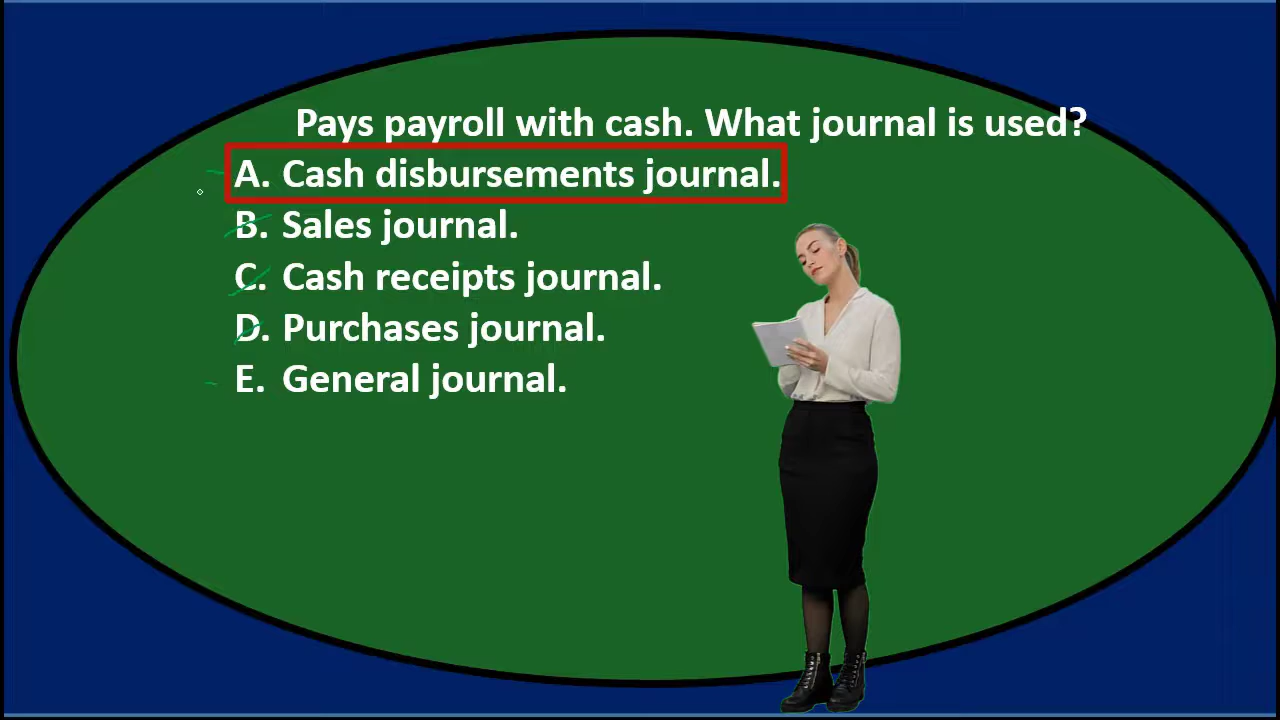 Pays payroll with cash. What journal is used?
A. Cash disbursements journal.
B. Sales journal.
C. Cash receipts journal.
D. Purchases journal.
E. General journal.